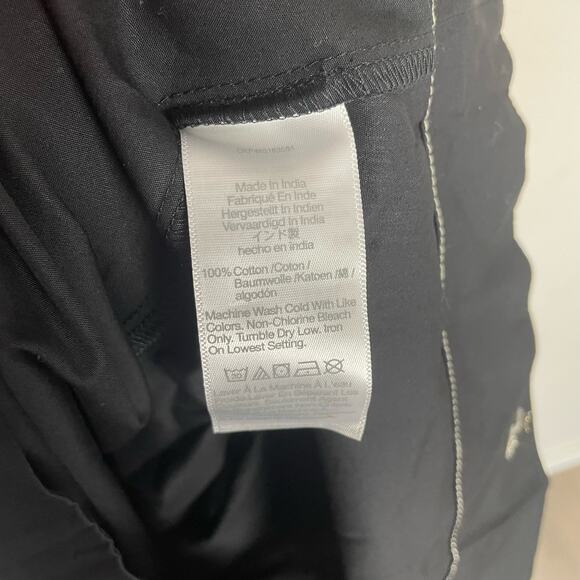 Made in India
Fabriqué En Inde
Hergestellt In Indien
Vervaardigd In India
インド製
hecho en india
100% Cotton /Coton/
Baumwolle /Katoen /綿 /
algodón
Machine Wash Cold With Like
Colors. Non-Chlorine Bleach
Only. Tumble Dry Low. Iron
On Lowest Setting.
Laver À La Machine À L'eau